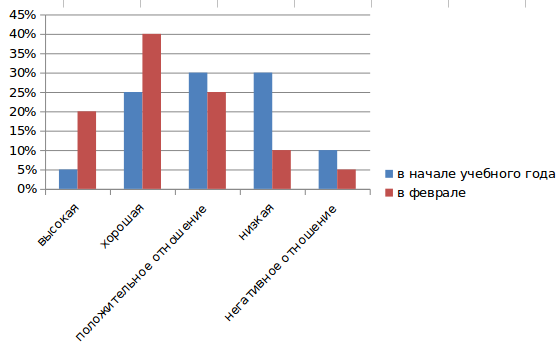 45%
40%
35%
30%
25%
20%
15%
10%
5%
0%
высокая
хорошая
положительное отношение
низкая
негативное отношение
в начале учебного года
в феврале